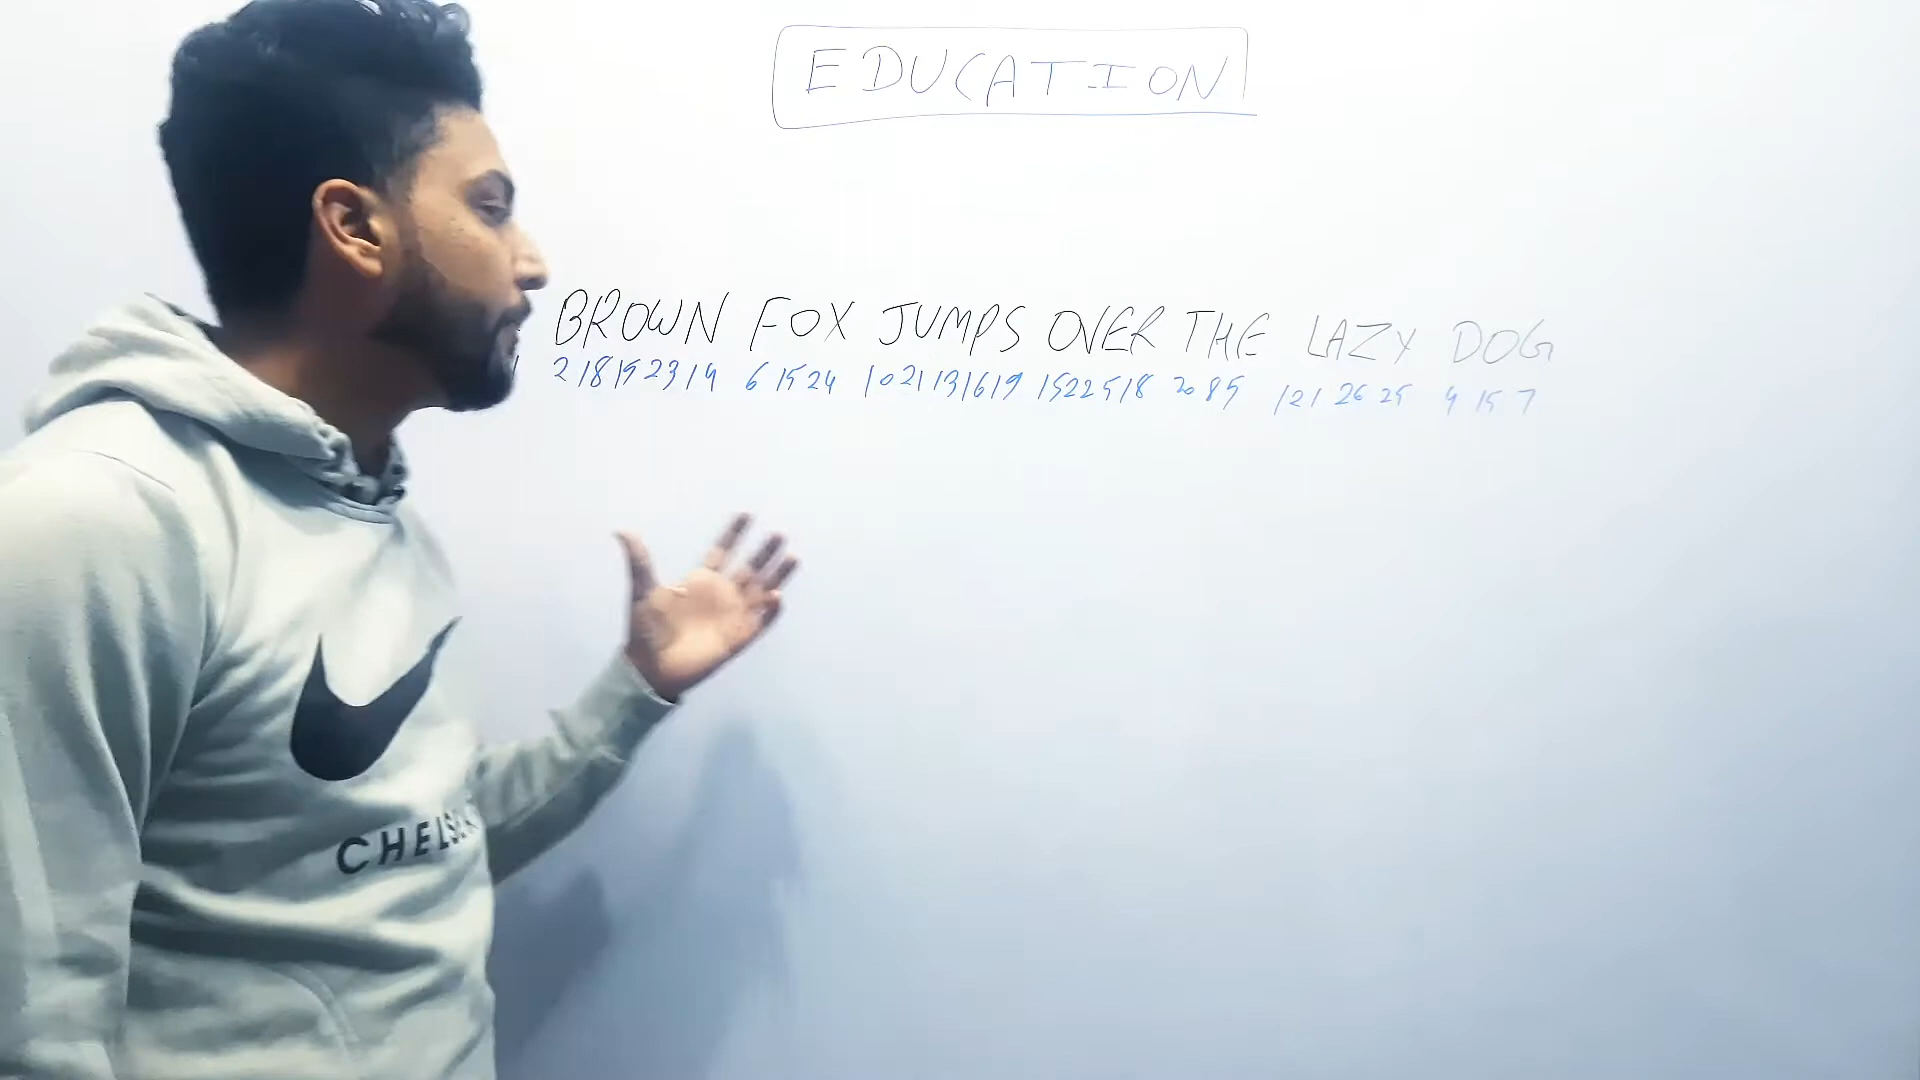 EDUCATION
BROWN FOX JUMPS OVER THE LAZY DOG
2 18 15 23 14 6 15 24 10 21 13 16 19 15 22 5 18 20 8 5 12 1 26 25 4 15 7
CHELSEA